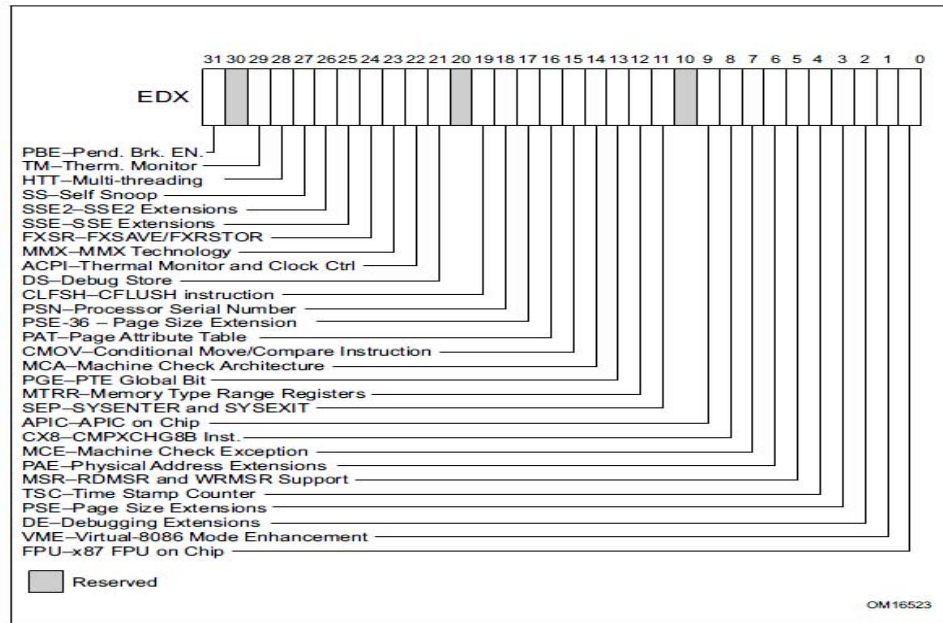 31 30 29 28 27 26 25 24 23 22 21 20 19 18 17 16 15 14 13 12 11 10 9 8 7 6 5 4 3 2 1 0
EDX
PBE–Pend. Brk. EN.
TM–Therm. Monitor
HTT–Multi-threading
SS–Self Snoop
SSE2–SSE2 Extensions
SSE–SSE Extensions
FXSR–FXSAVE/FXRSTOR
MMX–MMX Technology
ACPI–Thermal Monitor and Clock Ctrl
DS–Debug Store
CLFSH–CFLUSH instruction
PSN–Processor Serial Number
PSE-36 – Page Size Extension
PAT–Page Attribute Table
CMOV–Conditional Move/Compare Instruction
MCA–Machine Check Architecture
PGE–PTE Global Bit
MTRR–Memory Type Range Registers
SEP–SYSENTER and SYSEXIT
APIC–APIC on Chip
CX8–CMPXCHG8B Inst.
MCE–Machine Check Exception
PAE–Physical Address Extensions
MSR–RDMSR and WRMSR Support
TSC–Time Stamp Counter
PSE–Page Size Extensions
DE–Debugging Extensions
VME–Virtual-8086 Mode Enhancement
FPU–x87 FPU on Chip
Reserved
OM16523